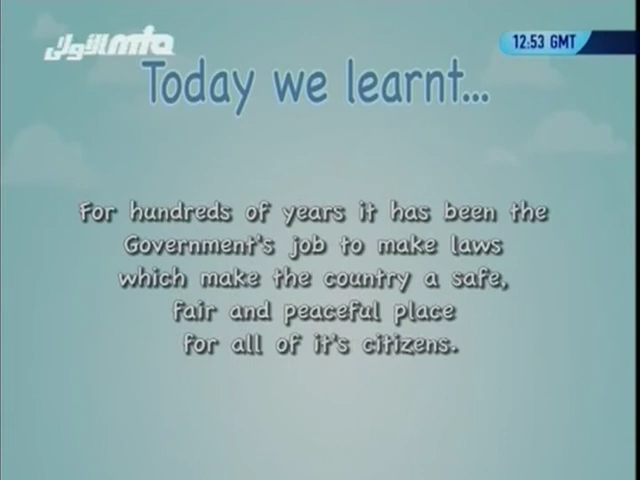 الأولى mta
12:53 GMT
Today we learnt...
For hundreds of years it has been the
Government's job to make laws
which make the country a safe,
fair and peaceful place
for all of it's citizens.